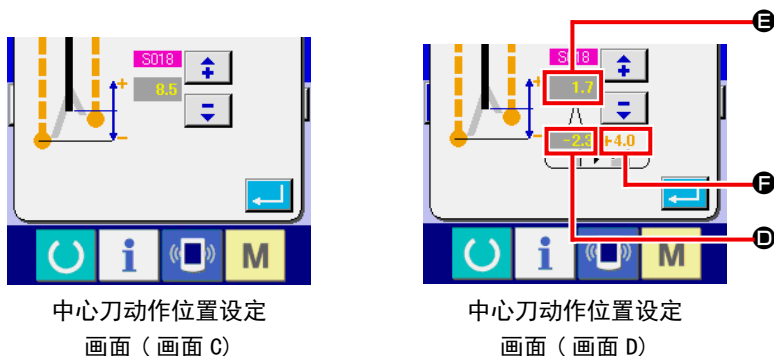 S018
+
8.5
−
i
M
中心刀动作位置设定
画面 ( 画面 C)
E
S018
+
1.7
−
-2.3
+4.0
F
D
i
M
中心刀动作位置设定
画面 ( 画面 D)